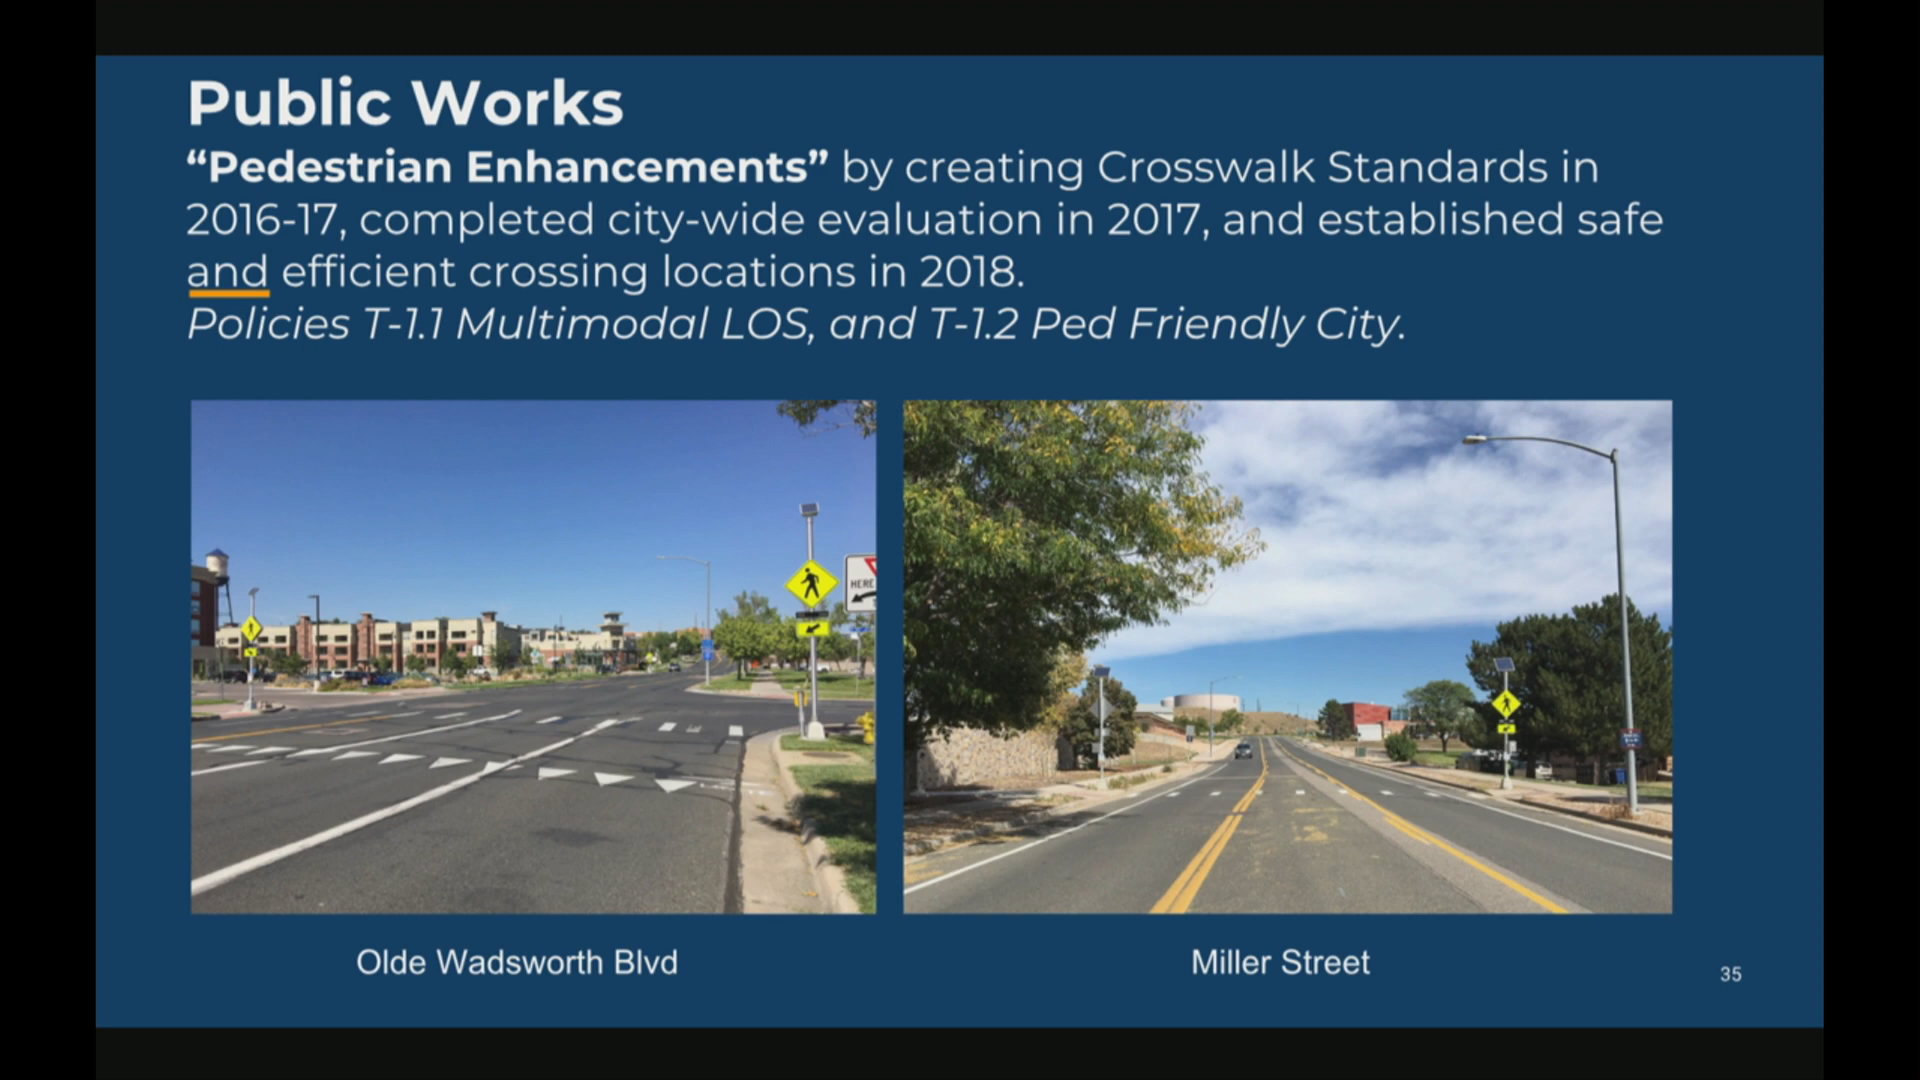 Public Works
“Pedestrian Enhancements” by creating Crosswalk Standards in
2016-17, completed city-wide evaluation in 2017, and established safe
and efficient crossing locations in 2018.
Policies T-1.1 Multimodal LOS, and T-1.2 Ped Friendly City.
HERE
Olde Wadsworth Blvd
Miller Street
35